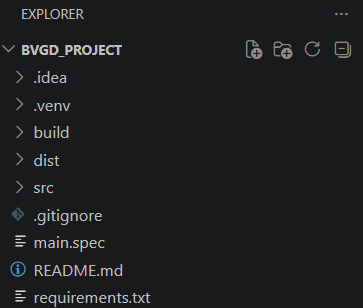 EXPLORER
BVGD_PROJECT
.idea
.venv
build
dist
src
.gitignore
main.spec
README.md
requirements.txt